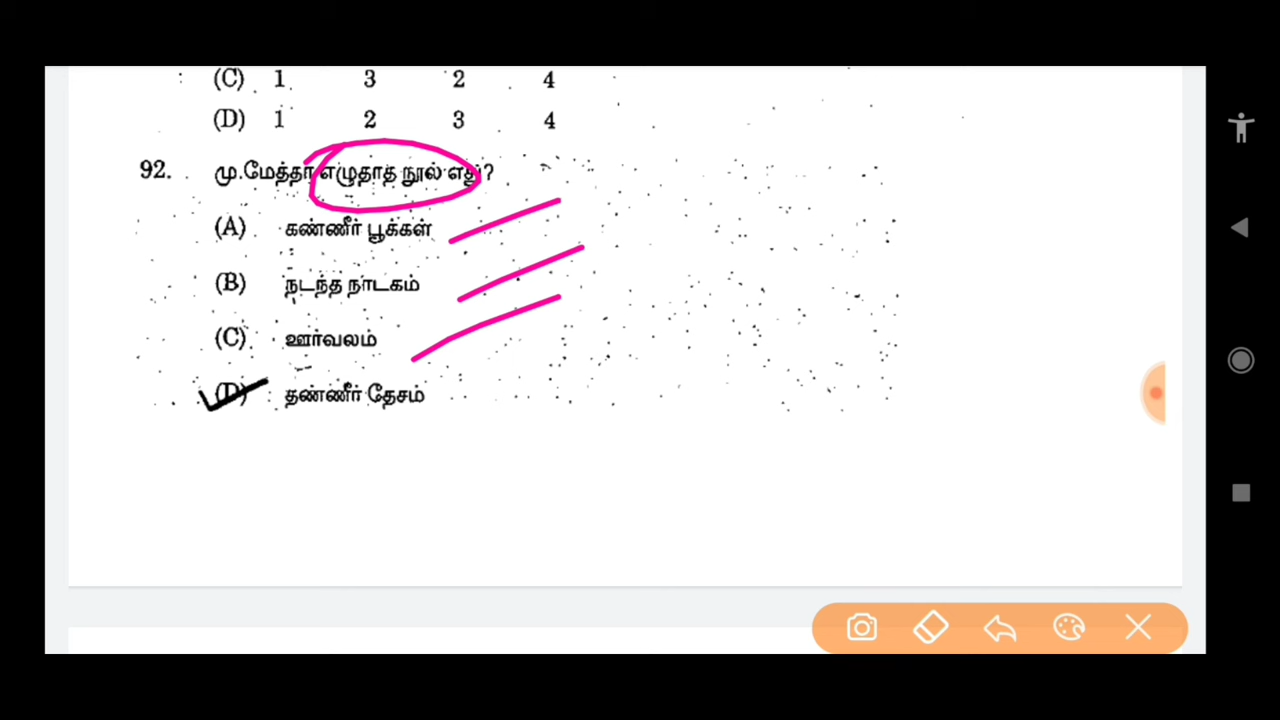 (C) 1 3 2 4
(D) 1 2 3 4
92. மு.மேத்தா எழுதாத நூல் எது?
(A) கண்ணீர் பூக்கள்
(B) நடந்த நாடகம்
(C) ஊர்வலம்
(D) தண்ணீர் தேசம்